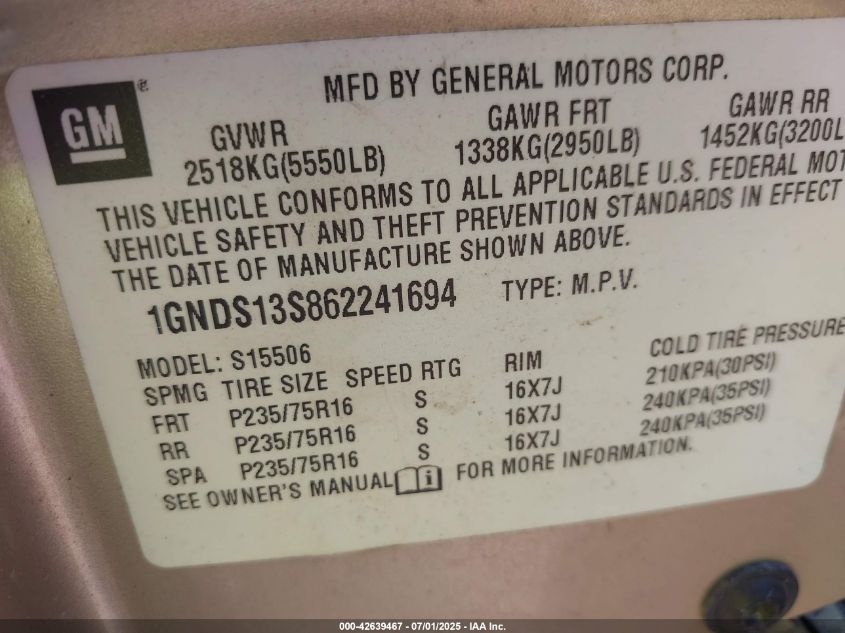 GM ®
MFD BY GENERAL MOTORS CORP.
GVWR GAWR FRT GAWR RR
2518KG(5550LB) 1338KG(2950LB) 1452KG(3200L
THIS VEHICLE CONFORMS TO ALL APPLICABLE U.S. FEDERAL MOT
VEHICLE SAFETY AND THEFT PREVENTION STANDARDS IN EFFECT
THE DATE OF MANUFACTURE SHOWN ABOVE.
1GNDS13S862241694 TYPE: M.P.V.
MODEL: S15506
SPMG TIRE SIZE SPEED RTG RIM COLD TIRE PRESSURE
FRT P235/75R16 S 16X7J 210KPA(30PSI)
RR P235/75R16 S 16X7J 240KPA(35PSI)
SPA P235/75R16 S 16X7J 240KPA(35PSI)
SEE OWNER'S MANUAL i FOR MORE INFORMATION.
000-42639467 - 07/01/2025 - IAA Inc.